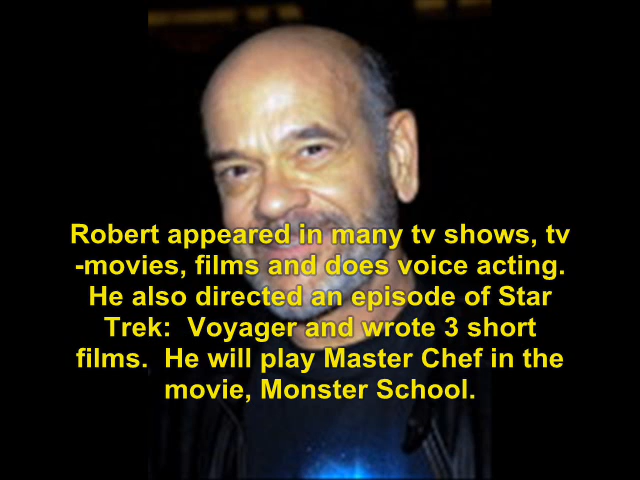 Robert appeared in many tv shows, tv
-movies, films and does voice acting.
He also directed an episode of Star
Trek:  Voyager and wrote 3 short
films.  He will play Master Chef in the
movie, Monster School.